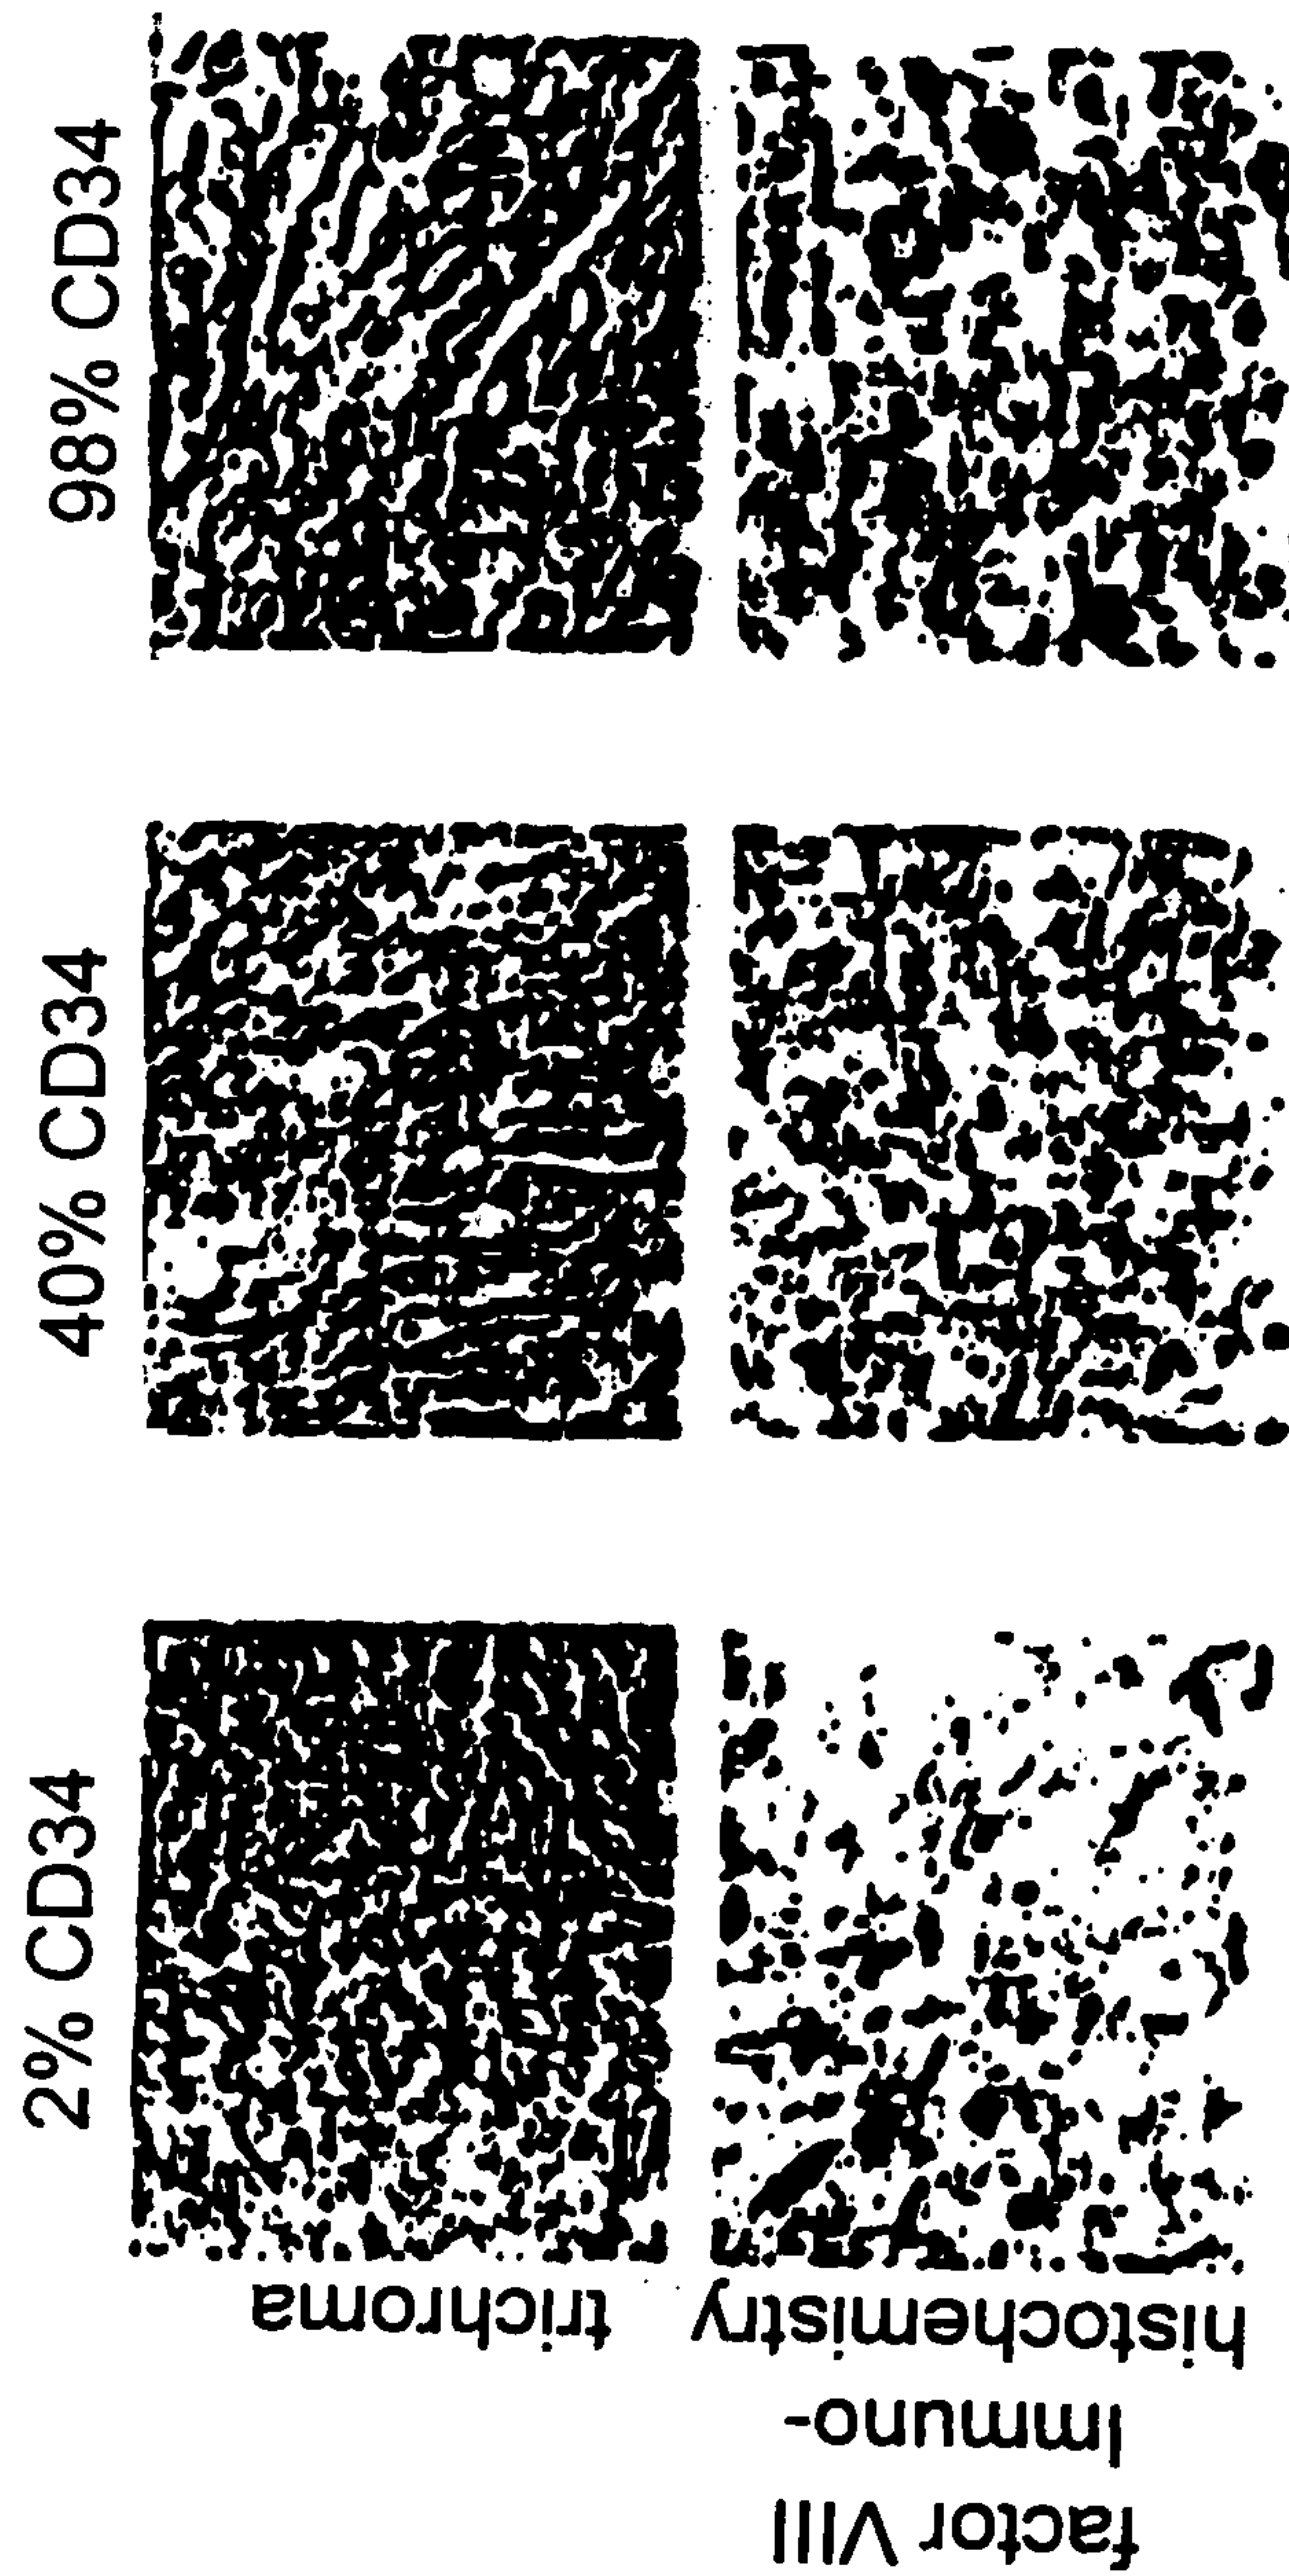 2% CD34
40% CD34
98% CD34
trichroma
factor VIII
Immuno-
histochemistry